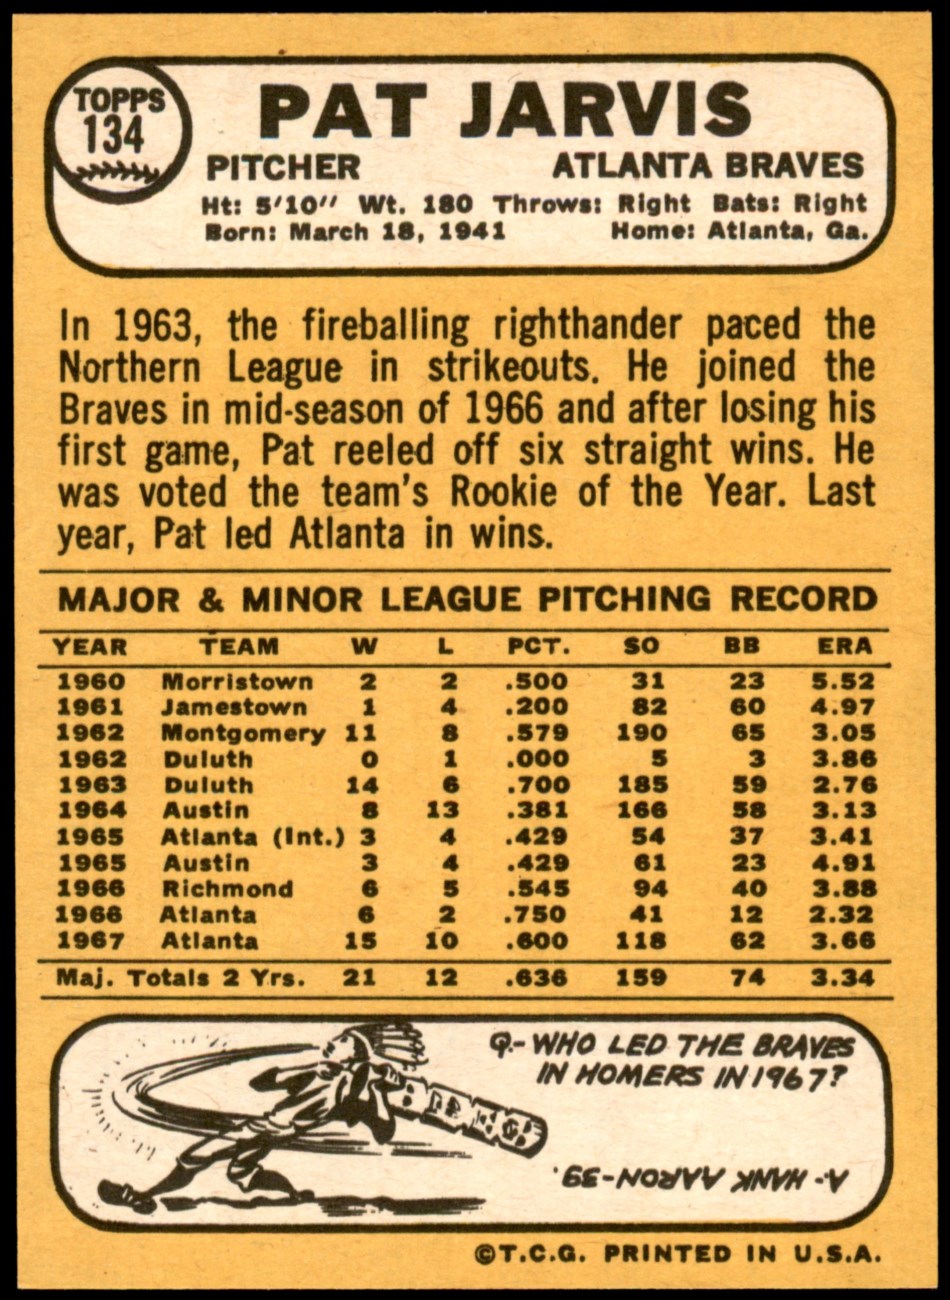 TOPPS
134
PAT JARVIS
PITCHER ATLANTA BRAVES
Ht: 5'10" Wt. 180 Throws: Right Bats: Right
Born: March 18, 1941 Home: Atlanta, Ga.
In 1963, the fireballing righthander paced the
Northern League in strikeouts. He joined the
Braves in mid-season of 1966 and after losing his
first game, Pat reeled off six straight wins. He
was voted the team's Rookie of the Year. Last
year, Pat led Atlanta in wins.
MAJOR & MINOR LEAGUE PITCHING RECORD
YEAR TEAM W L PCT. SO BB ERA
1960 Morristown 2 2 .500 31 23 5.52
1961 Jamestown 1 4 .200 82 60 4.97
1962 Montgomery 11 8 .579 190 65 3.05
1962 Duluth 0 1 .000 5 3 3.86
1963 Duluth 14 6 .700 185 59 2.76
1964 Austin 8 13 .381 166 58 3.13
1965 Atlanta (Int.) 3 4 .429 54 37 3.41
1965 Austin 3 4 .429 61 23 4.91
1966 Richmond 6 5 .545 94 40 3.88
1966 Atlanta 6 2 .750 41 12 2.32
1967 Atlanta 15 10 .600 118 62 3.66
Maj. Totals 2 Yrs. 21 12 .636 159 74 3.34
Q.- WHO LED THE BRAVES
IN HOMERS IN 1967?
A.- HANK AARON-39.
©T.C.G. PRINTED IN U.S.A.